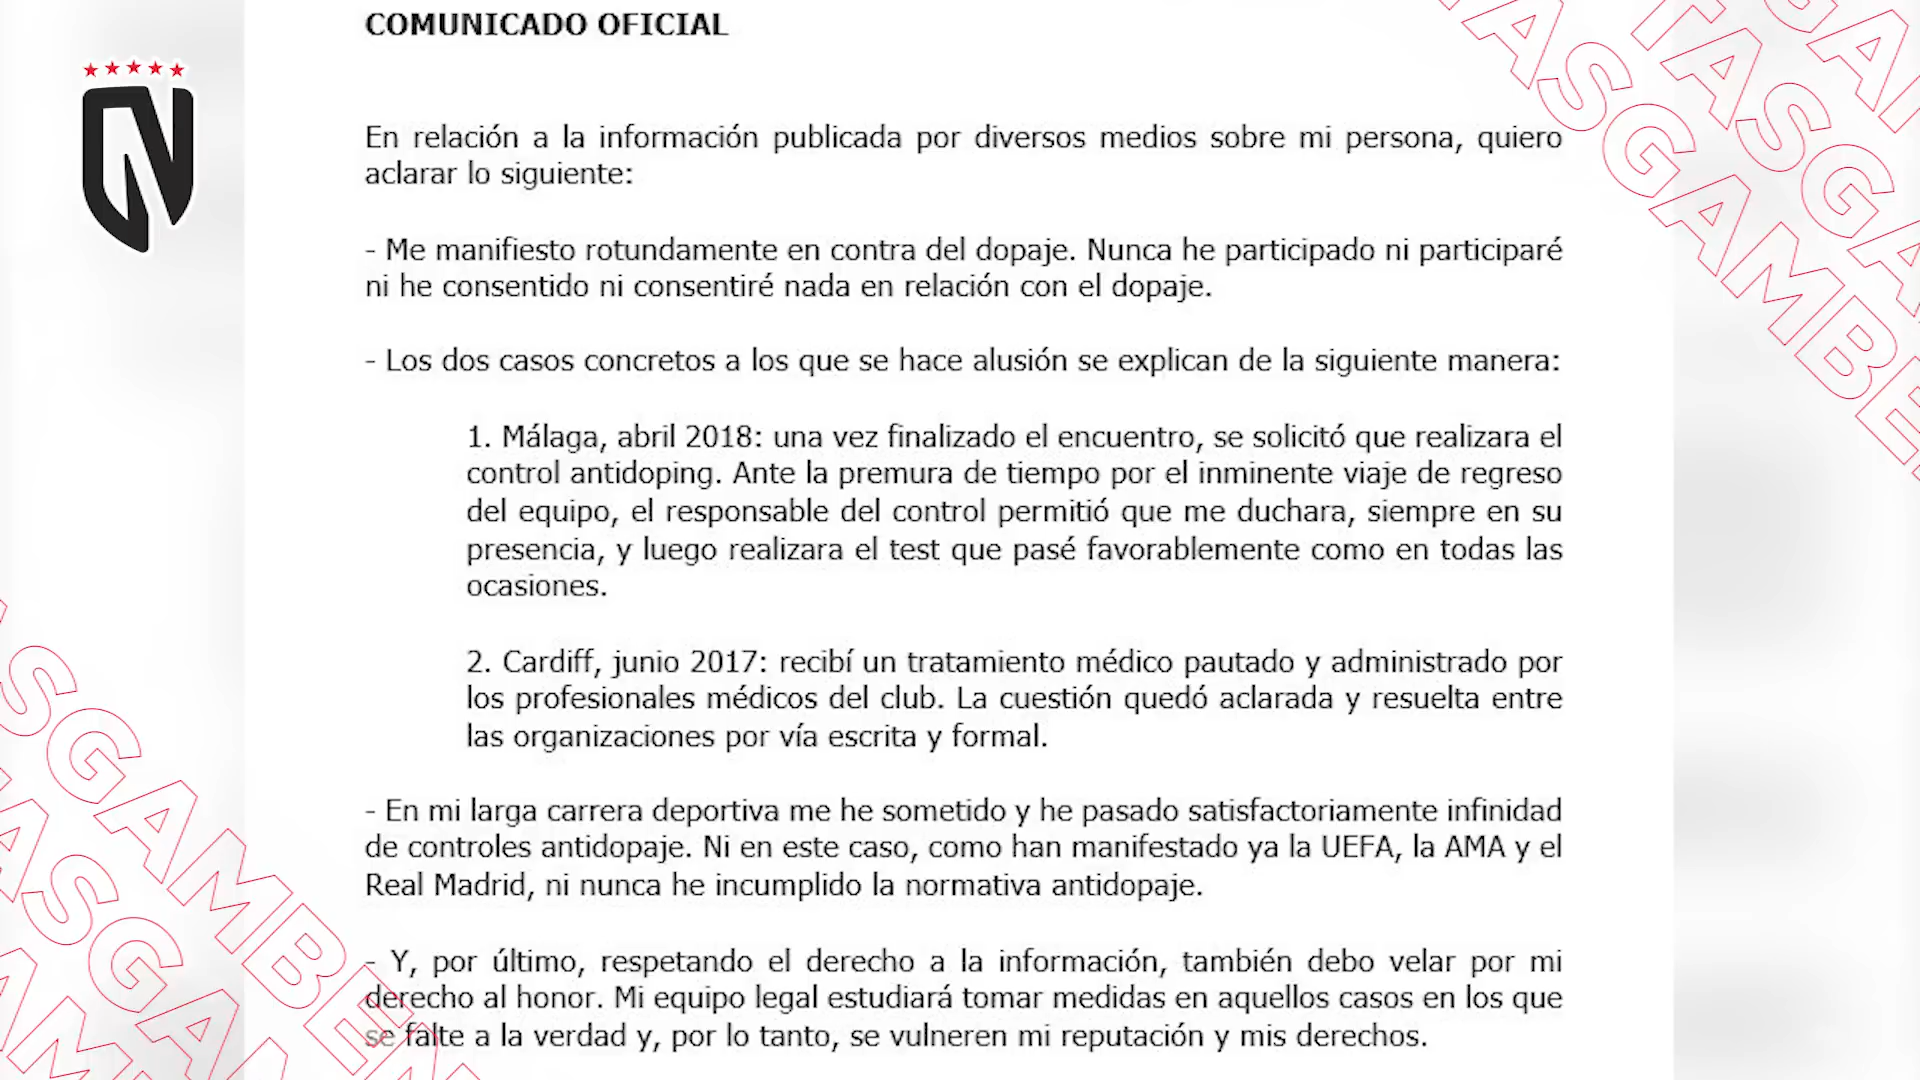 COMUNICADO OFICIAL
En relación a la información publicada por diversos medios sobre mi persona, quiero
aclarar lo siguiente:
- Me manifiesto rotundamente en contra del dopaje. Nunca he participado ni participaré
ni he consentido ni consentiré nada en relación con el dopaje.
- Los dos casos concretos a los que se hace alusión se explican de la siguiente manera:
1. Málaga, abril 2018: una vez finalizado el encuentro, se solicitó que realizara el
control antidoping. Ante la premura de tiempo por el inminente viaje de regreso
del equipo, el responsable del control permitió que me duchara, siempre en su
presencia, y luego realizara el test que pasé favorablemente como en todas las
ocasiones.
2. Cardiff, junio 2017: recibí un tratamiento médico pautado y administrado por
los profesionales médicos del club. La cuestión quedó aclarada y resuelta entre
las organizaciones por vía escrita y formal.
- En mi larga carrera deportiva me he sometido y he pasado satisfactoriamente infinidad
de controles antidopaje. Ni en este caso, como han manifestado ya la UEFA, la AMA y el
Real Madrid, ni nunca he incumplido la normativa antidopaje.
- Y, por último, respetando el derecho a la información, también debo velar por mi
derecho al honor. Mi equipo legal estudiará tomar medidas en aquellos casos en los que
se falte a la verdad y, por lo tanto, se vulneren mi reputación y mis derechos.